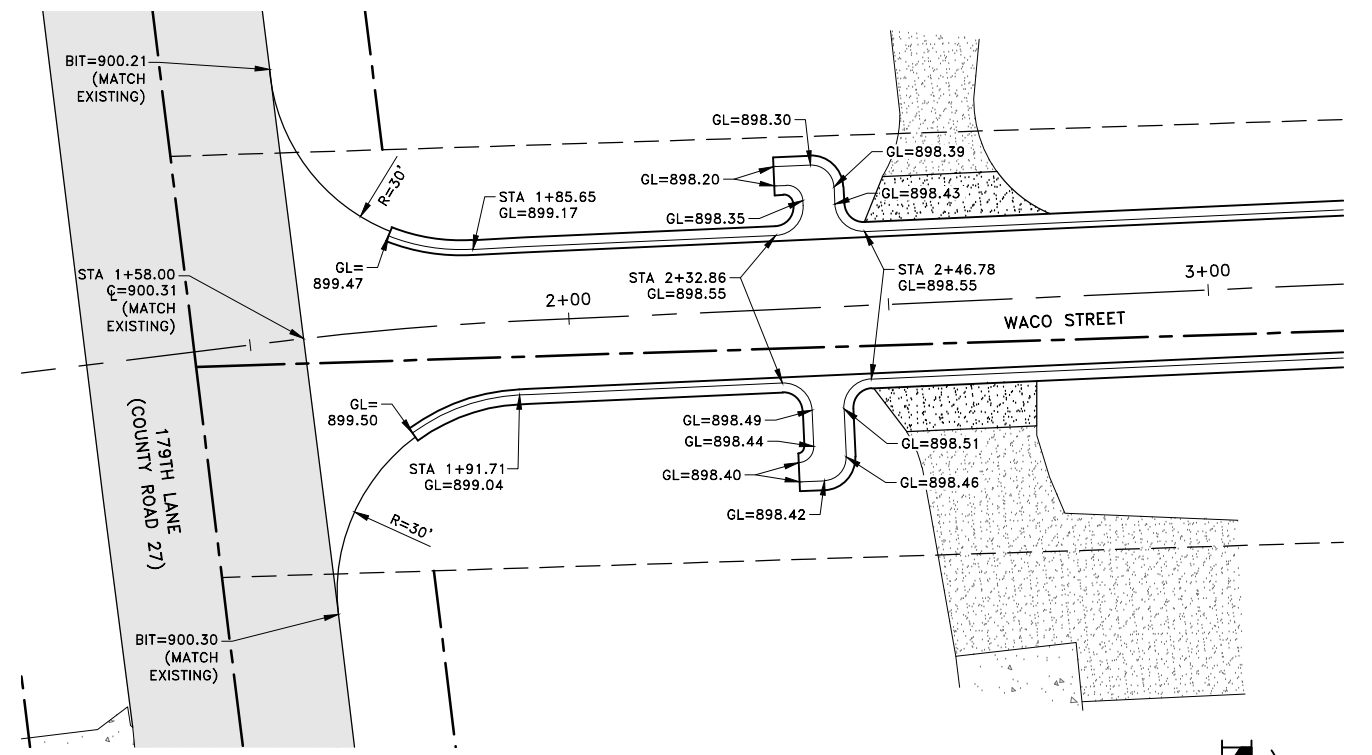 BIT=900.21
(MATCH
EXISTING)
GL=898.30
GL=898.39
R=30'
GL=898.20
GL=898.43
STA 1+85.65
GL=899.17
GL=898.35
GL=
899.47
STA 1+58.00
℄=900.31
(MATCH
EXISTING)
STA 2+32.86
GL=898.55
STA 2+46.78
GL=898.55
2+00
3+00
WACO STREET
GL=
899.50
179TH LANE
(COUNTY ROAD 27)
GL=898.49
GL=898.44
GL=898.51
STA 1+91.71
GL=899.04
GL=898.40
GL=898.46
GL=898.42
R=30'
BIT=900.30
(MATCH
EXISTING)